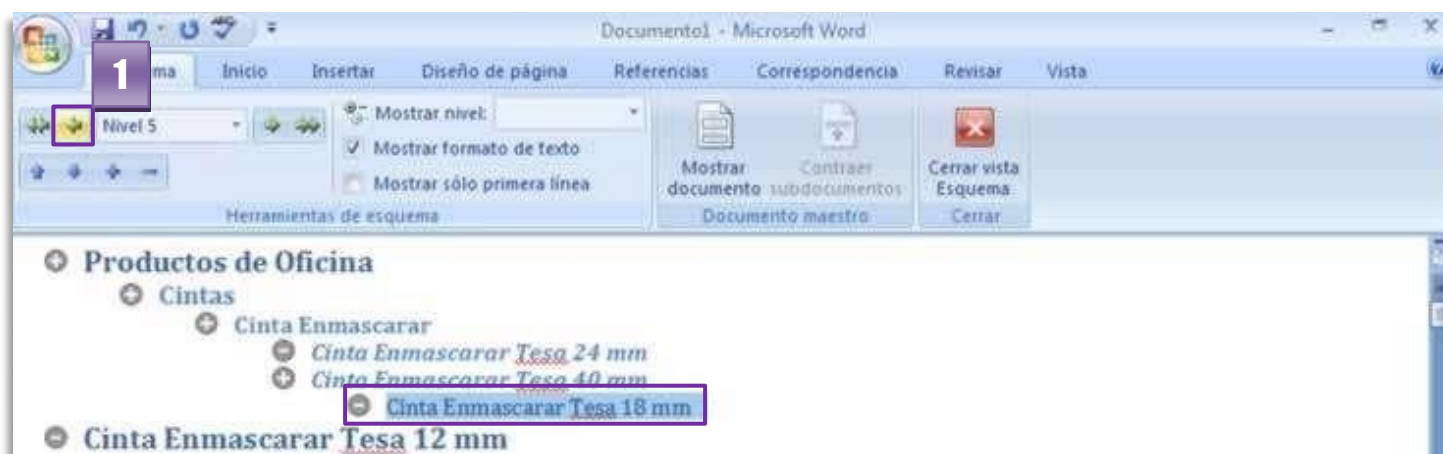 Documento1 - Microsoft Word
1
ma Inicio Insertar Diseño de página Referencias Correspondencia Revisar Vista
Nivel 5
Mostrar nivel:
Mostrar formato de texto
Mostrar sólo primera línea
Mostrar documento
Contraer subdocumentos
Cerrar vista Esquema
Herramientas de esquema Documento maestro Cerrar
Productos de Oficina
Cintas
Cinta Enmascarar
Cinta Enmascarar Tesa 24 mm
Cinta Enmascarar Tesa 40 mm
Cinta Enmascarar Tesa 18 mm
Cinta Enmascarar Tesa 12 mm